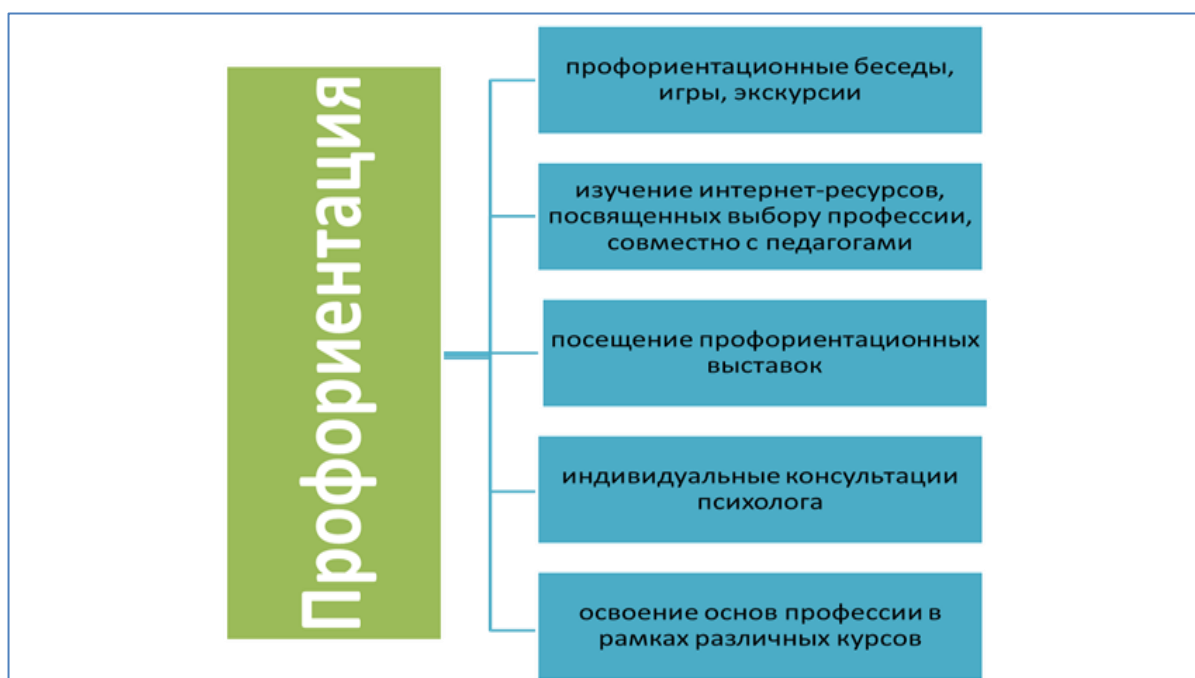 Профориентация
профориентационные беседы,
игры, экскурсии
изучение интернет-ресурсов,
посвященных выбору профессии,
совместно с педагогами
посещение профориентационных
выставок
индивидуальные консультации
психолога
освоение основ профессии в
рамках различных курсов